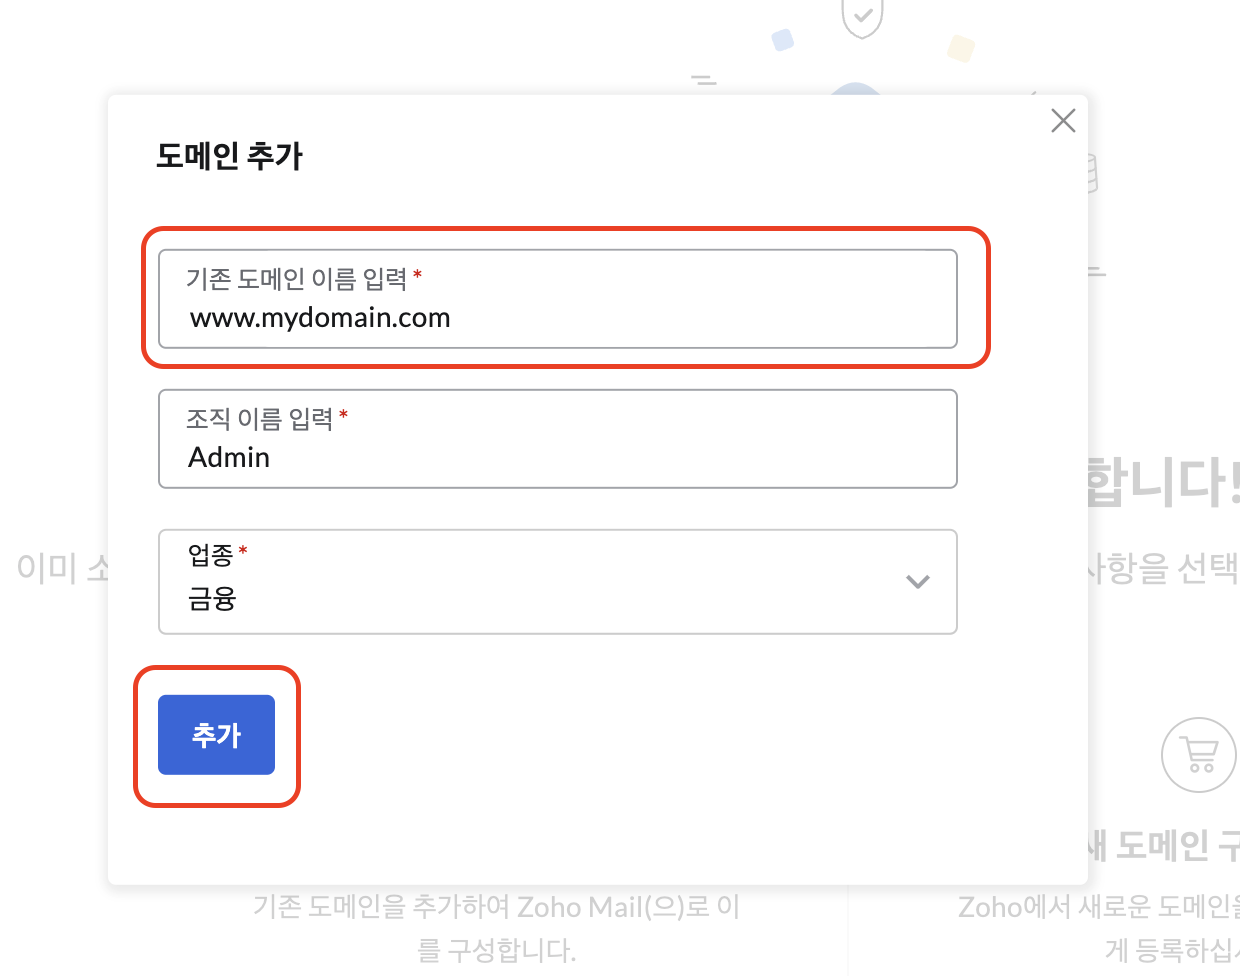 도메인 추가
기존 도메인 이름 입력 *
www.mydomain.com
조직 이름 입력 *
Admin
업종 *
금융
추가
합니다!
이미
사항을 선택
새 도메인
기존 도메인을 추가하여 Zoho Mail(으)로 이
를 구성합니다.
Zoho에서 새로운 도메인을
게 등록하십시